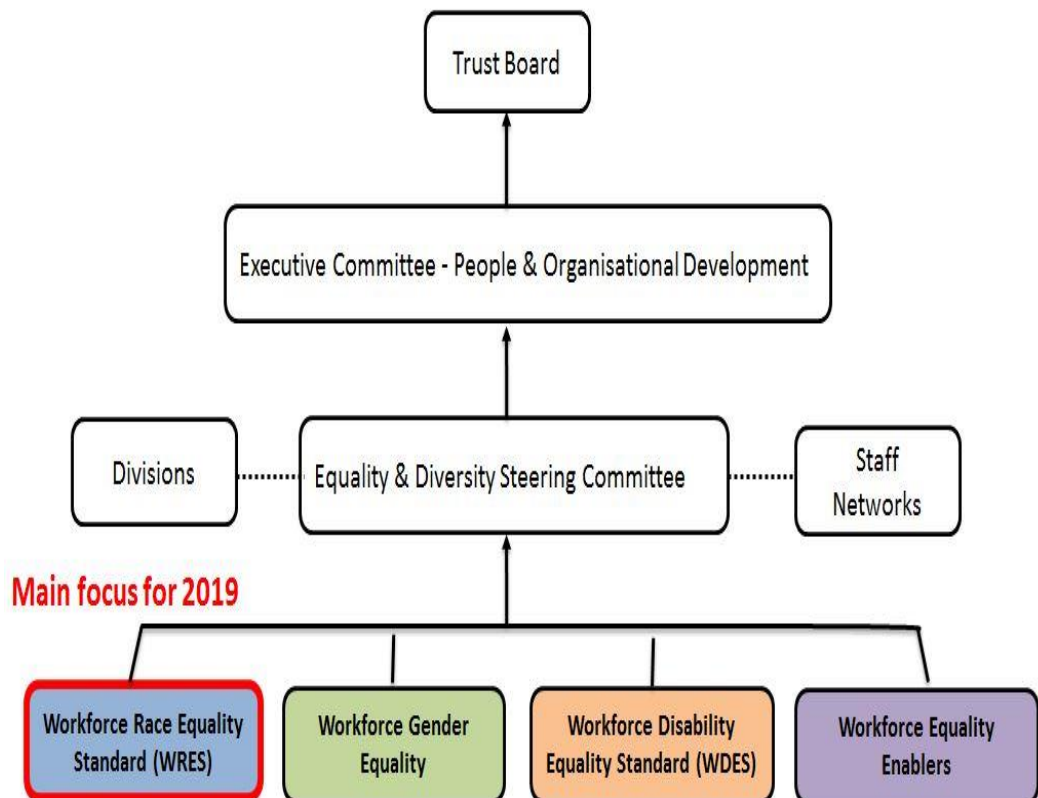 Trust Board
Executive Committee - People & Organisational Development
Divisions
Equality & Diversity Steering Committee
Staff
Networks
Main focus for 2019
Workforce Race Equality
Standard (WRES)
Workforce Gender
Equality
Workforce Disability
Equality Standard (WDES)
Workforce Equality
Enablers